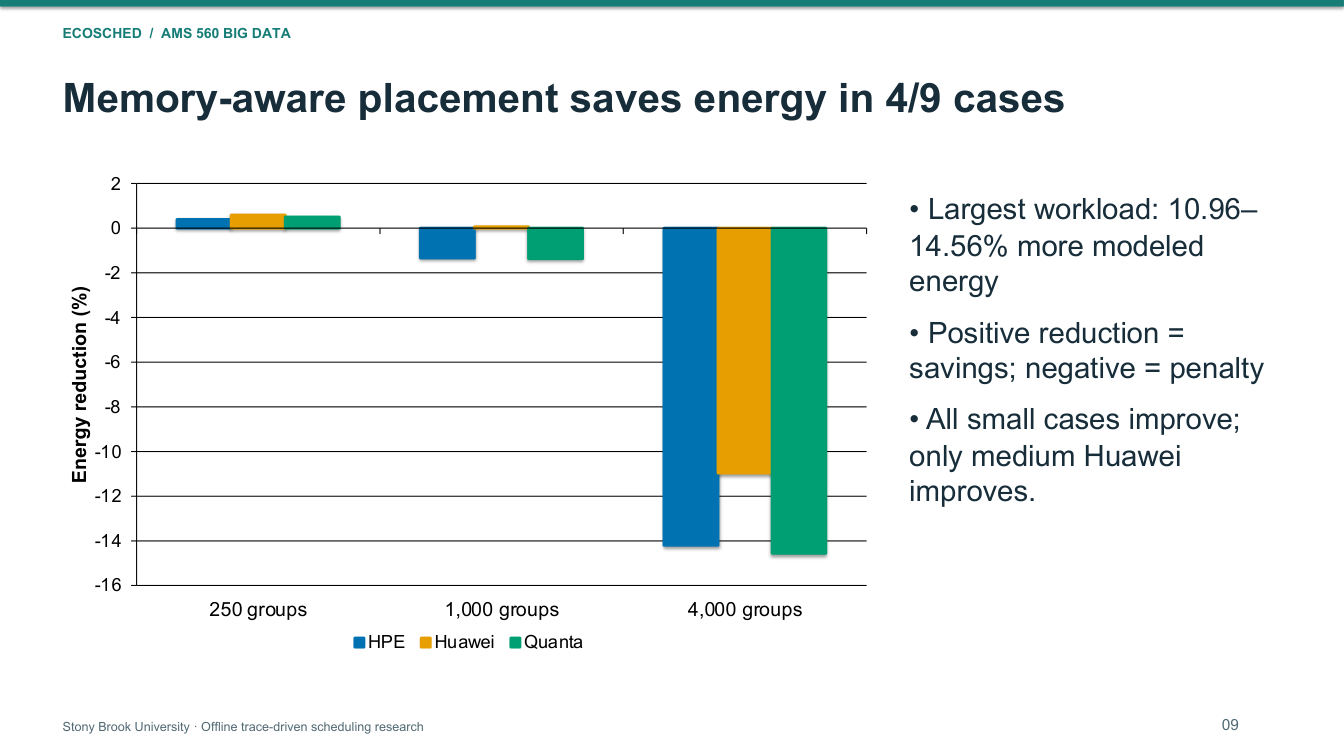 ECOSCHED / AMS 560 BIG DATA
Memory-aware placement saves energy in 4/9 cases
Energy reduction (%)
2
0
-2
-4
-6
-8
-10
-12
-14
-16
250 groups
1,000 groups
4,000 groups
HPE
Huawei
Quanta
• Largest workload: 10.96–
14.56% more modeled
energy
• Positive reduction =
savings; negative = penalty
• All small cases improve;
only medium Huawei
improves.
Stony Brook University · Offline trace-driven scheduling research
09